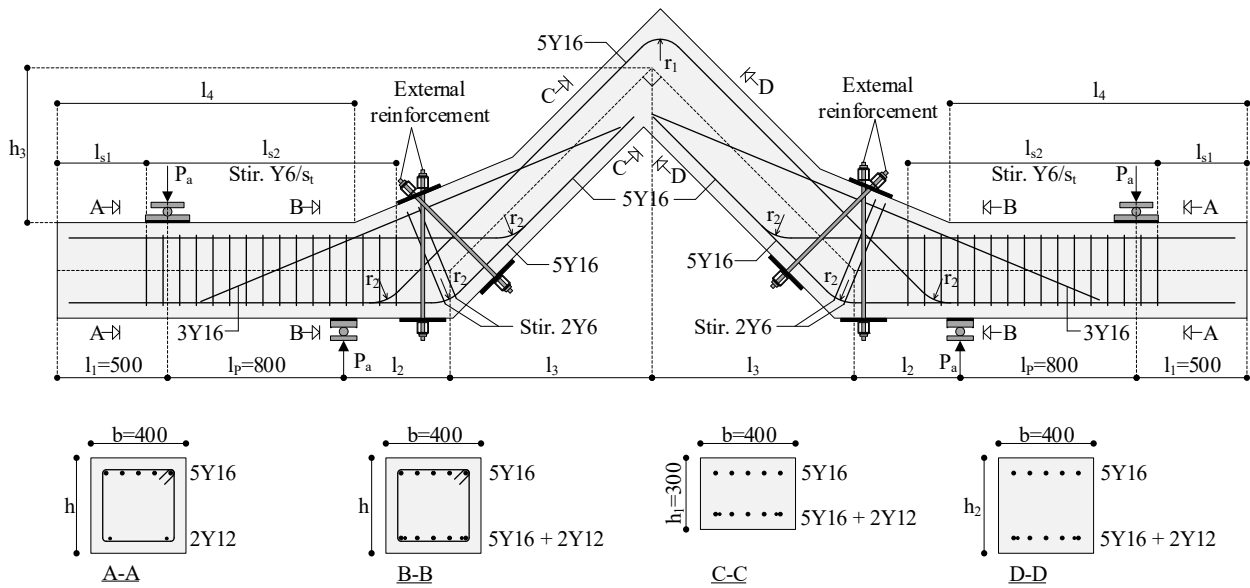 5Y16
r₁
l₄
External
reinforcement
C
D
External
reinforcement
l₄
h₃
lₛ₁
lₛ₂
Stir. Y6/sₜ
Pₐ
A
B
C
D
5Y16
lₛ₂
Stir. Y6/sₜ
lₛ₁
Pₐ
B
A
r₂
r₂
5Y16
5Y16
r₂
r₂
r₂
r₂
A
3Y16
B
Stir. 2Y6
Stir. 2Y6
B
3Y16
A
l₁=500
lₚ=800
Pₐ
l₂
l₃
l₃
l₂
Pₐ
lₚ=800
l₁=500
b=400
h
5Y16
2Y12
A-A
b=400
h
5Y16
5Y16 + 2Y12
B-B
b=400
h₁=300
5Y16
5Y16 + 2Y12
C-C
b=400
h₂
5Y16
5Y16 + 2Y12
D-D